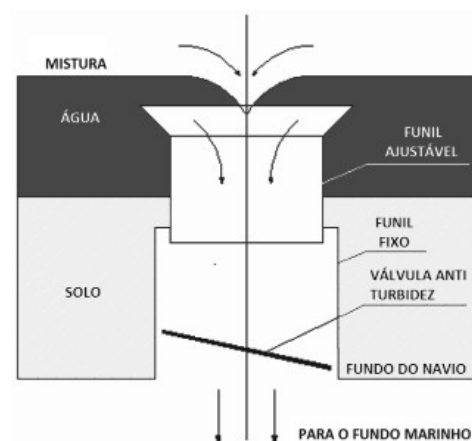 MISTURA
ÁGUA
FUNIL
AJUSTÁVEL
FUNIL
FIXO
SOLO
VÁLVULA ANTI
TURBIDEZ
FUNDO DO NAVIO
PARA O FUNDO MARINHO